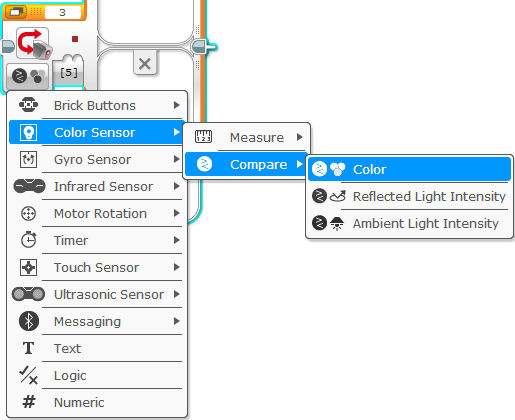 3
[5]
Brick Buttons
Color Sensor
Measure
Gyro Sensor
Compare
Color
Infrared Sensor
Reflected Light Intensity
Motor Rotation
Ambient Light Intensity
Timer
Touch Sensor
Ultrasonic Sensor
Messaging
T Text
Logic
# Numeric